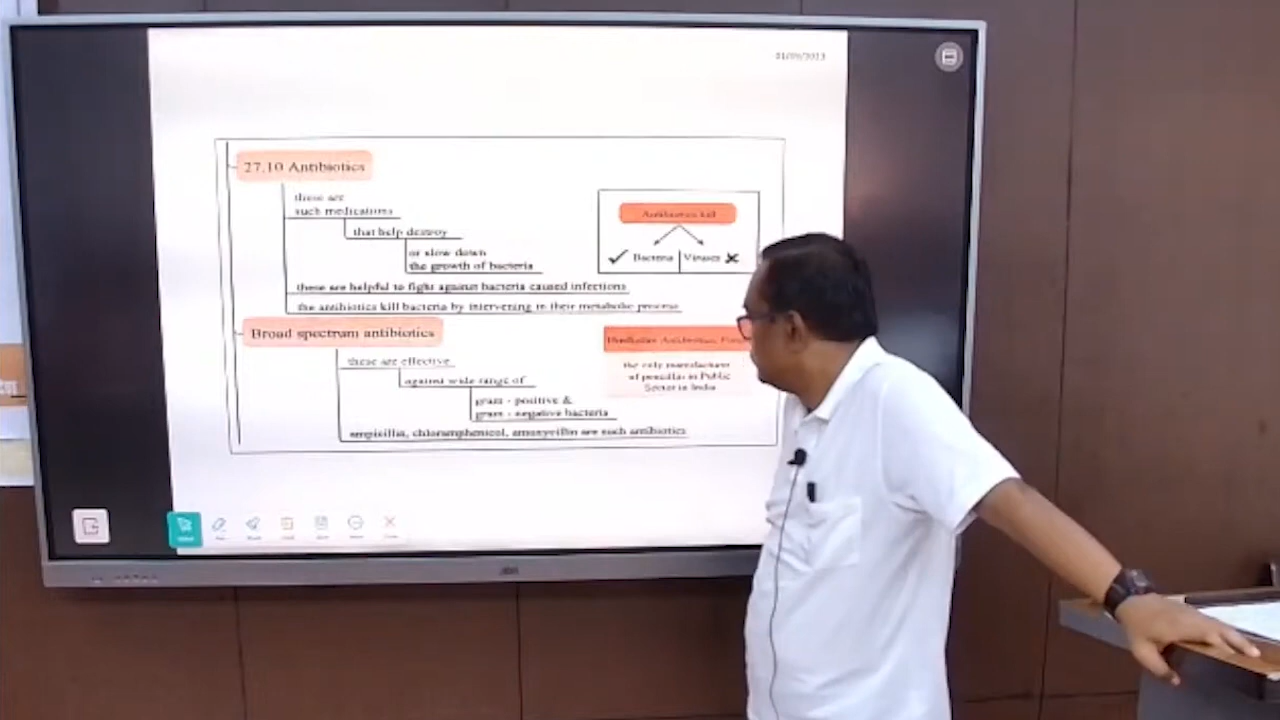 27.10 Antibiotics
these are
such medications
that help destroy
or slow down
the growth of bacteria
these are helpful to fight against bacteria caused infections
the antibiotics kill bacteria by intervening in their metabolic process
Antibiotics kill
Bacteria Viruses
Broad spectrum antibiotics
these are effective
against wide range of
gram - positive &
gram - negative bacteria
ampicillin, chloramphenicol, amoxycillin are such antibiotics
Hindustan Antibiotics,
the only manufacturer
of pencillin in Public
Sector in India